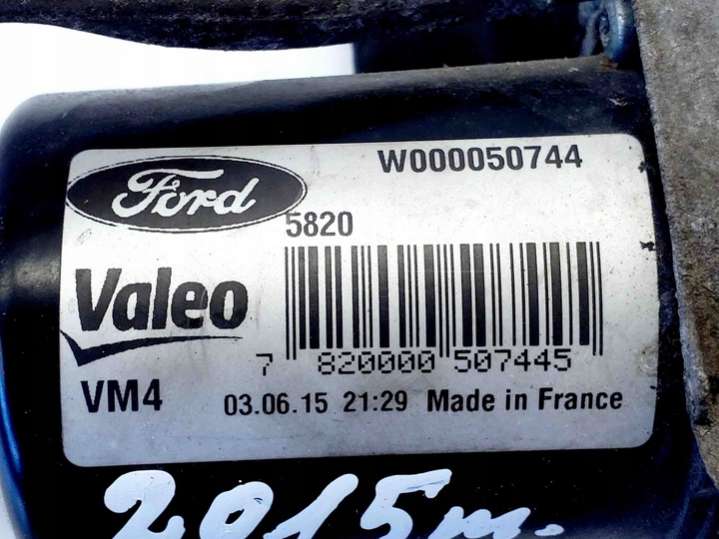 W000050744
Ford
5820
Valeo
7 820000 507445
VM4
03.06.15 21:29 Made in France
2015m.